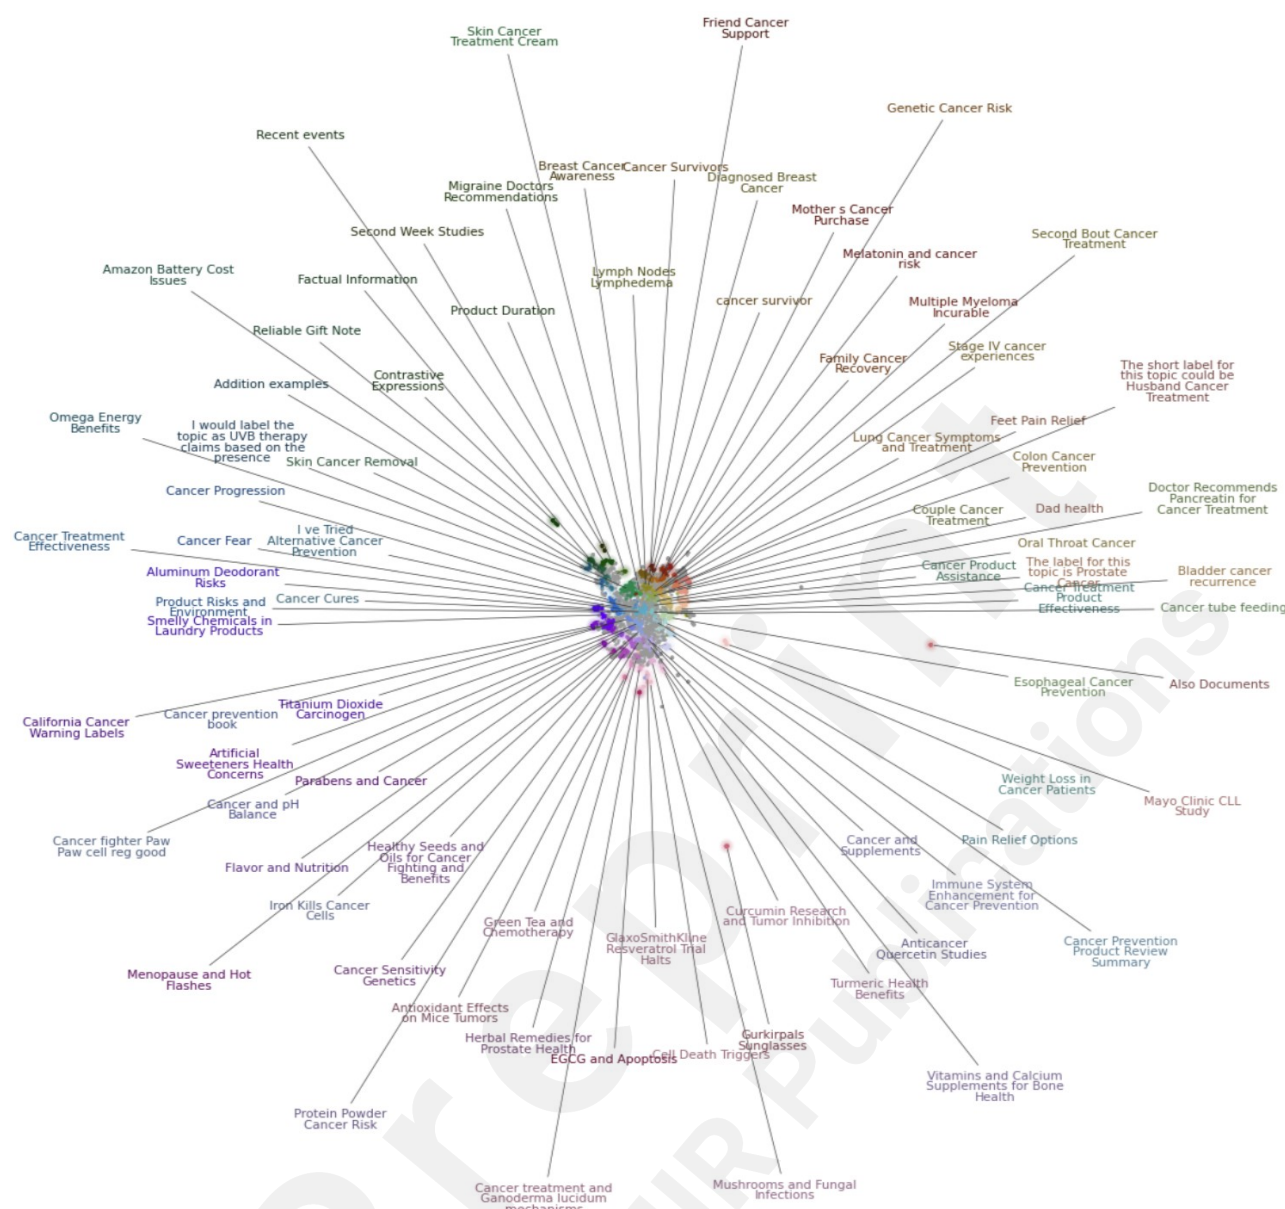 Skin Cancer
Treatment Cream
Friend Cancer
Support
Genetic Cancer Risk
Recent events
Breast Cancer
Awareness
Cancer Survivors
Diagnosed Breast
Cancer
Migraine Doctors
Recommendations
Mother s Cancer
Purchase
Second Week Studies
Second Bout Cancer
Treatment
Melatonin and cancer
risk
Amazon Battery Cost
Issues
Factual Information
Lymph Nodes
Lymphedema
cancer survivor
Multiple Myeloma
Incurable
Product Duration
Reliable Gift Note
Stage IV cancer
experiences
Family Cancer
Recovery
The short label for
this topic could be
Husband Cancer
Treatment
Contrastive
Expressions
Addition examples
Omega Energy
Benefits
I would label the
topic as UVB therapy
claims based on the
presence
Feet Pain Relief
Lung Cancer Symptoms
and Treatment
Skin Cancer Removal
Colon Cancer
Prevention
Cancer Progression
Doctor Recommends
Pancreatin for
Cancer Treatment
Couple Cancer
Treatment
Dad health
Cancer Treatment
Effectiveness
Cancer Fear
I ve Tried
Alternative Cancer
Prevention
Oral Throat Cancer
Cancer Product
Assistance
The label for this
topic is Prostate
Cancer
Bladder cancer
recurrence
Aluminum Deodorant
Risks
Cancer Treatment
Product
Effectiveness
Product Risks and
Environment
Cancer Cures
Cancer tube feeding
Smelly Chemicals in
Laundry Products
Esophageal Cancer
Prevention
Also Documents
Titanium Dioxide
Carcinogen
Cancer prevention
book
California Cancer
Warning Labels
Artificial
Sweeteners Health
Concerns
Parabens and Cancer
Weight Loss in
Cancer Patients
Mayo Clinic CLL
Study
Cancer and pH
Balance
Cancer fighter Paw
Paw cell reg good
Healthy Seeds and
Oils for Cancer
Fighting and
Benefits
Cancer and
Supplements
Pain Relief Options
Flavor and Nutrition
Immune System
Enhancement for
Cancer Prevention
Iron Kills Cancer
Cells
Green Tea and
Chemotherapy
Curcumin Research
and Tumor Inhibition
GlaxoSmithKline
Resveratrol Trial
Halts
Anticancer
Quercetin Studies
Cancer Prevention
Product Review
Summary
Menopause and Hot
Flashes
Cancer Sensitivity
Genetics
Turmeric Health
Benefits
Antioxidant Effects
on Mice Tumors
Herbal Remedies for
Prostate Health
Gurkirpals
Sunglasses
EGCG and Apoptosis
Cell Death Triggers
Vitamins and Calcium
Supplements for Bone
Health
Protein Powder
Cancer Risk
Cancer treatment and
Ganoderma lucidum
mechanisms
Mushrooms and Fungal
Infections
Preprint
JMIR Publications